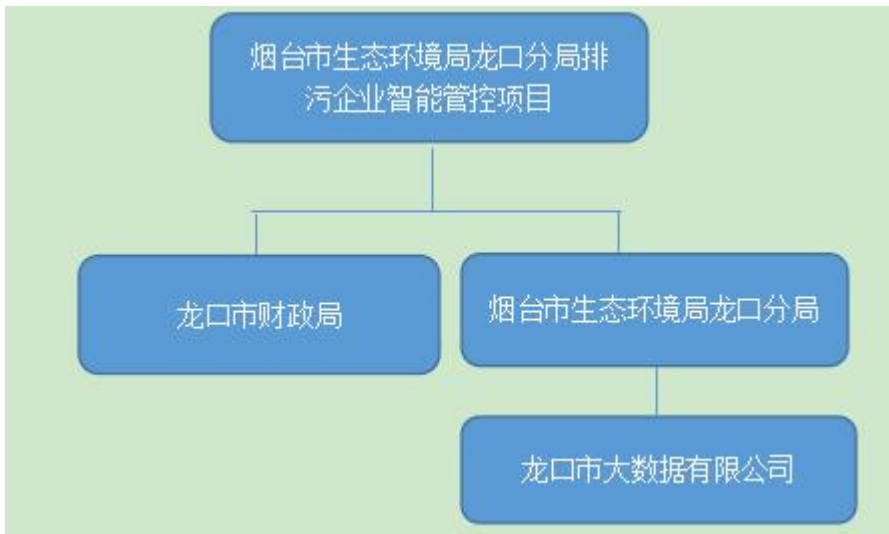 烟台市生态环境局龙口分局排
污企业智能管控项目
龙口市财政局
烟台市生态环境局龙口分局
龙口市大数据有限公司